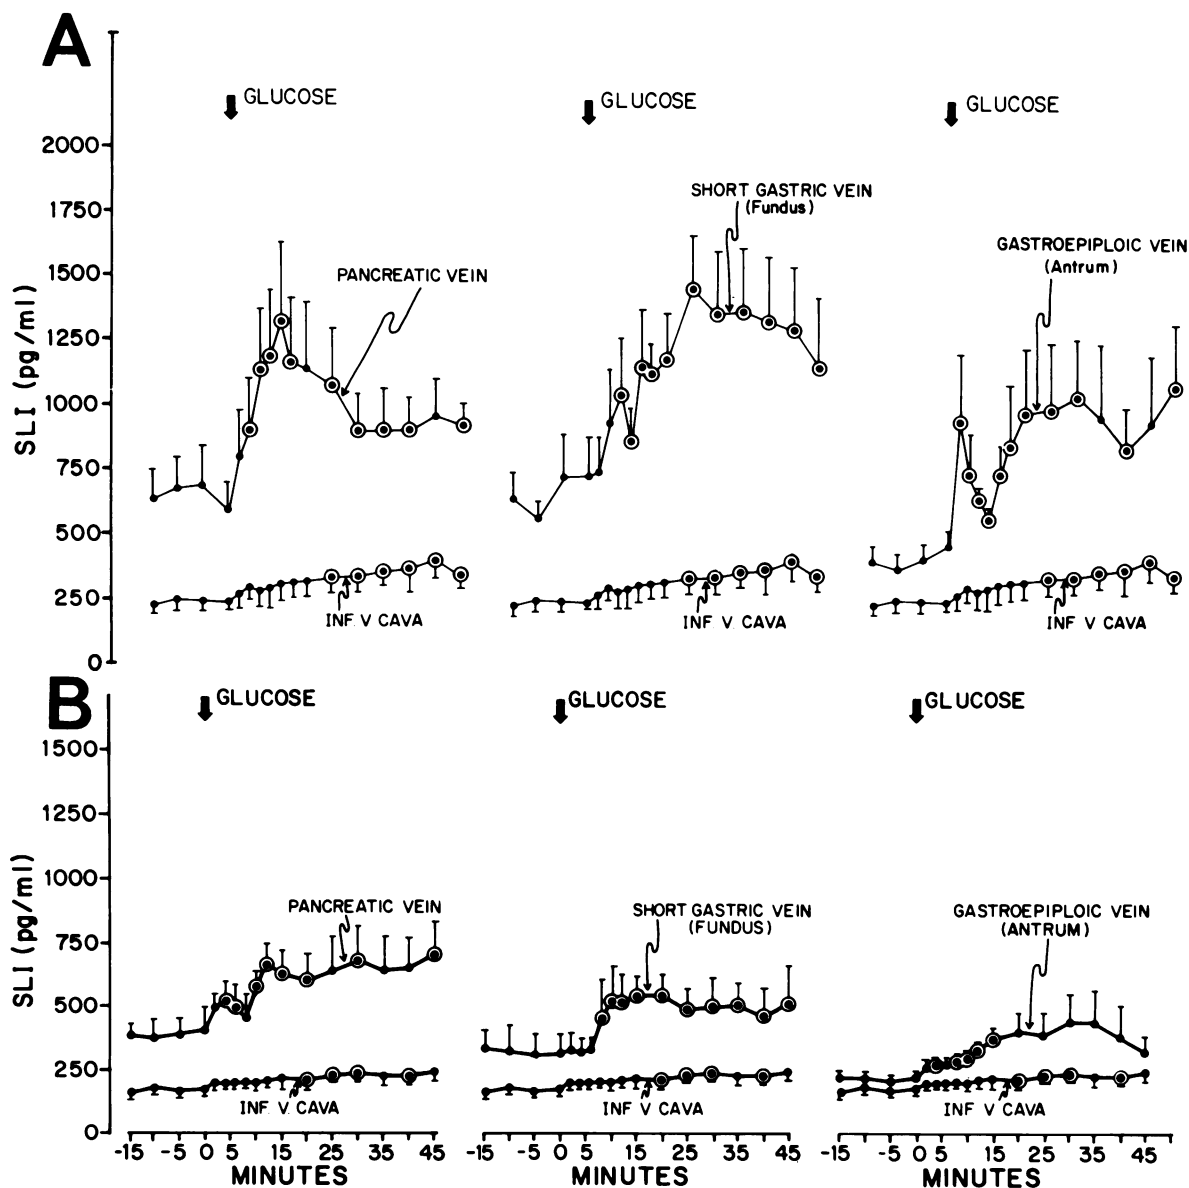 A
GLUCOSE
GLUCOSE
GLUCOSE
2000
1750
1500
1250
1000
750
500
250
0
SLI (pg/ml)
PANCREATIC VEIN
SHORT GASTRIC VEIN
(Fundus)
GASTROEPIPLOIC VEIN
(Antrum)
INF. V CAVA
INF V CAVA
INF V CAVA
B
GLUCOSE
GLUCOSE
GLUCOSE
1500
1250
1000
750
500
250
0
SLI (pg/ml)
PANCREATIC VEIN
SHORT GASTRIC VEIN
(FUNDUS)
GASTROEPIPLOIC VEIN
(ANTRUM)
INF. V. CAVA
INF V CAVA
INF V CAVA
-15 -5 0 5 15 25 35 45
-15 -5 0 5 15 25 35 45
-15 -5 0 5 15 25 35 45
MINUTES
MINUTES
MINUTES